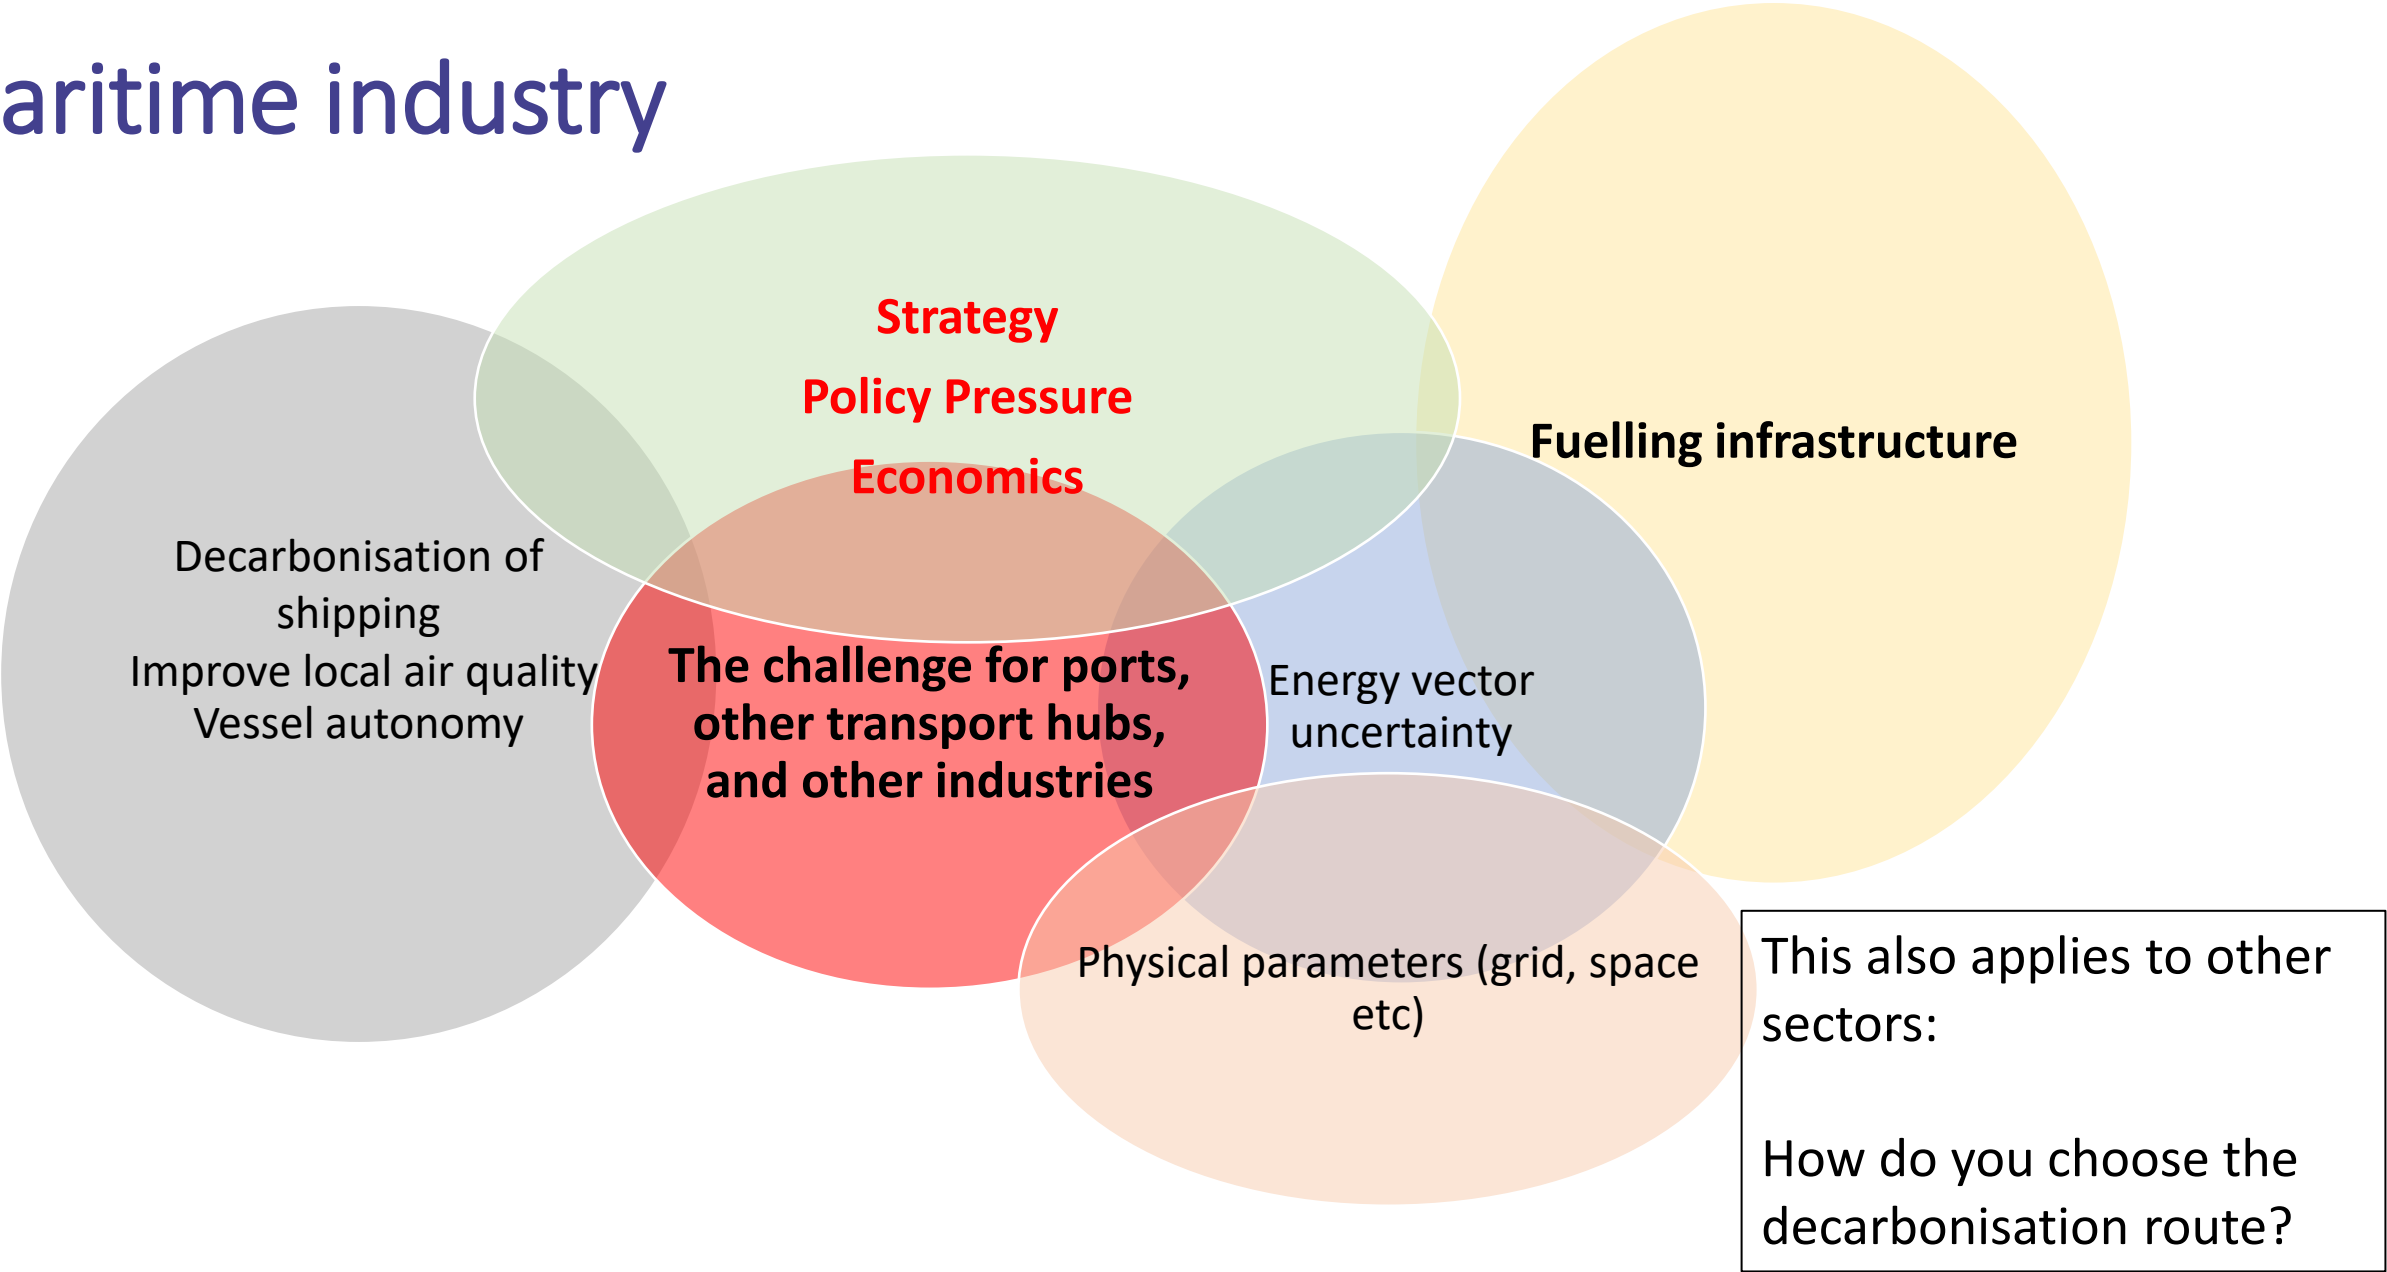 aritime industry
Strategy
Policy Pressure
Economics
Fuelling infrastructure
Decarbonisation of
shipping
Improve local air quality
Vessel autonomy
The challenge for ports,
other transport hubs,
and other industries
Energy vector
uncertainty
Physical parameters (grid, space
etc)
This also applies to other
sectors:
How do you choose the
decarbonisation route?